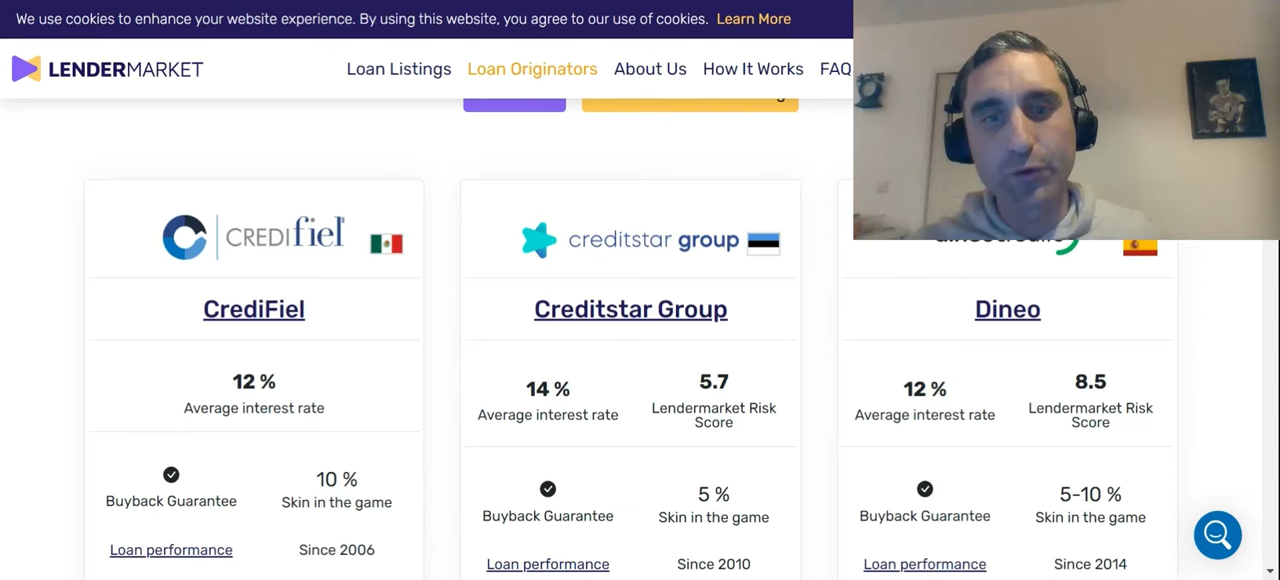 We use cookies to enhance your website experience. By using this website, you agree to our use of cookies. Learn More
LENDERMARKET
Loan Listings Loan Originators About Us How It Works FAQ
CREDIFIEL
creditstar group
CrediFiel
Creditstar Group
Dineo
12 %
Average interest rate
14 %
Average interest rate
5.7
Lendermarket Risk
Score
12 %
Average interest rate
8.5
Lendermarket Risk
Score
Buyback Guarantee
10 %
Skin in the game
Buyback Guarantee
5 %
Skin in the game
Buyback Guarantee
5-10 %
Skin in the game
Loan performance
Since 2006
Loan performance
Since 2010
Loan performance
Since 2014